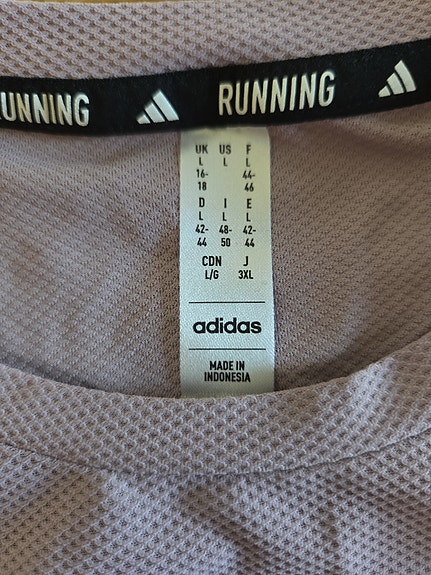 UNNING RUNNING
UK US F
L L L
16- 44-
18 46
D I E
L L L
42- 48- 42-
44 50 44
CDN J
L/G 3XL
adidas
MADE IN
INDONESIA